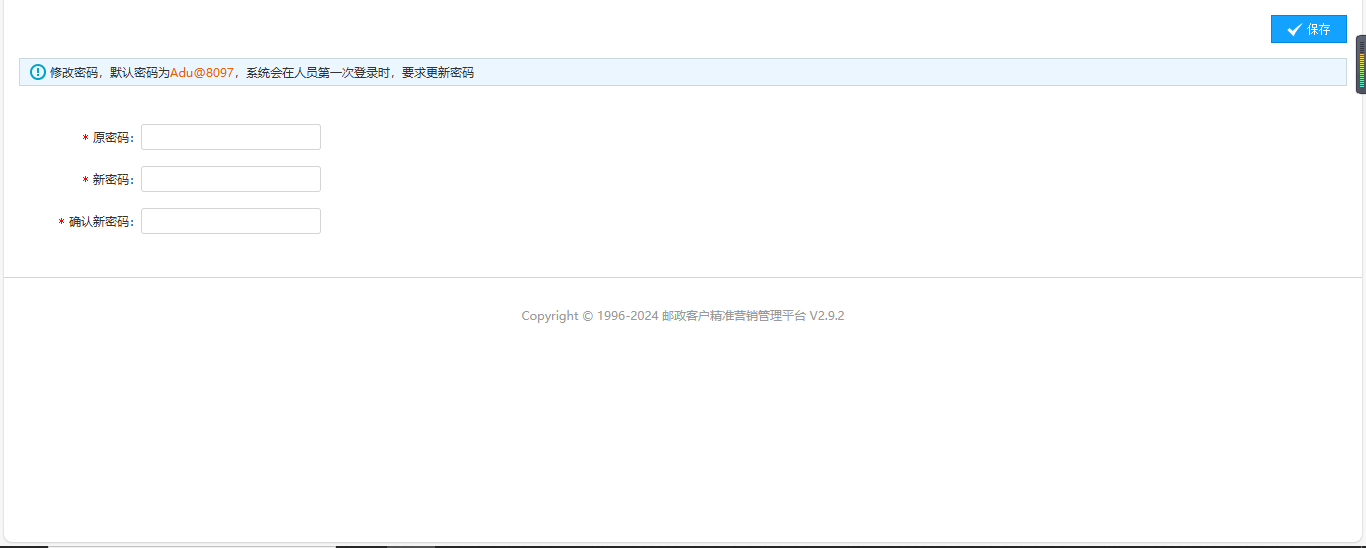 保存
修改密码，默认密码为Adu@8097，系统会在人员第一次登录时，要求更新密码
* 原密码：
* 新密码：
* 确认新密码：
Copyright © 1996-2024 邮政客户精准营销管理平台 V2.9.2